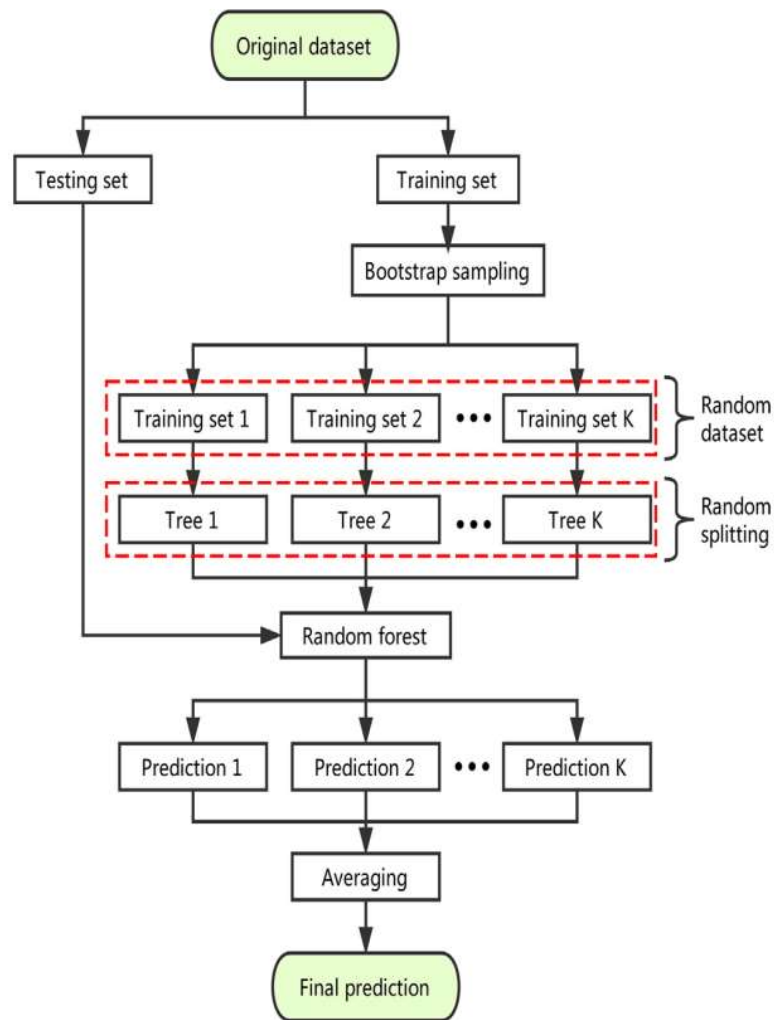 Original dataset
Testing set
Training set
Bootstrap sampling
Training set 1
Training set 2
•••
Training set K
Random
dataset
Tree 1
Tree 2
•••
Tree K
Random
splitting
Random forest
Prediction 1
Prediction 2
•••
Prediction K
Averaging
Final prediction